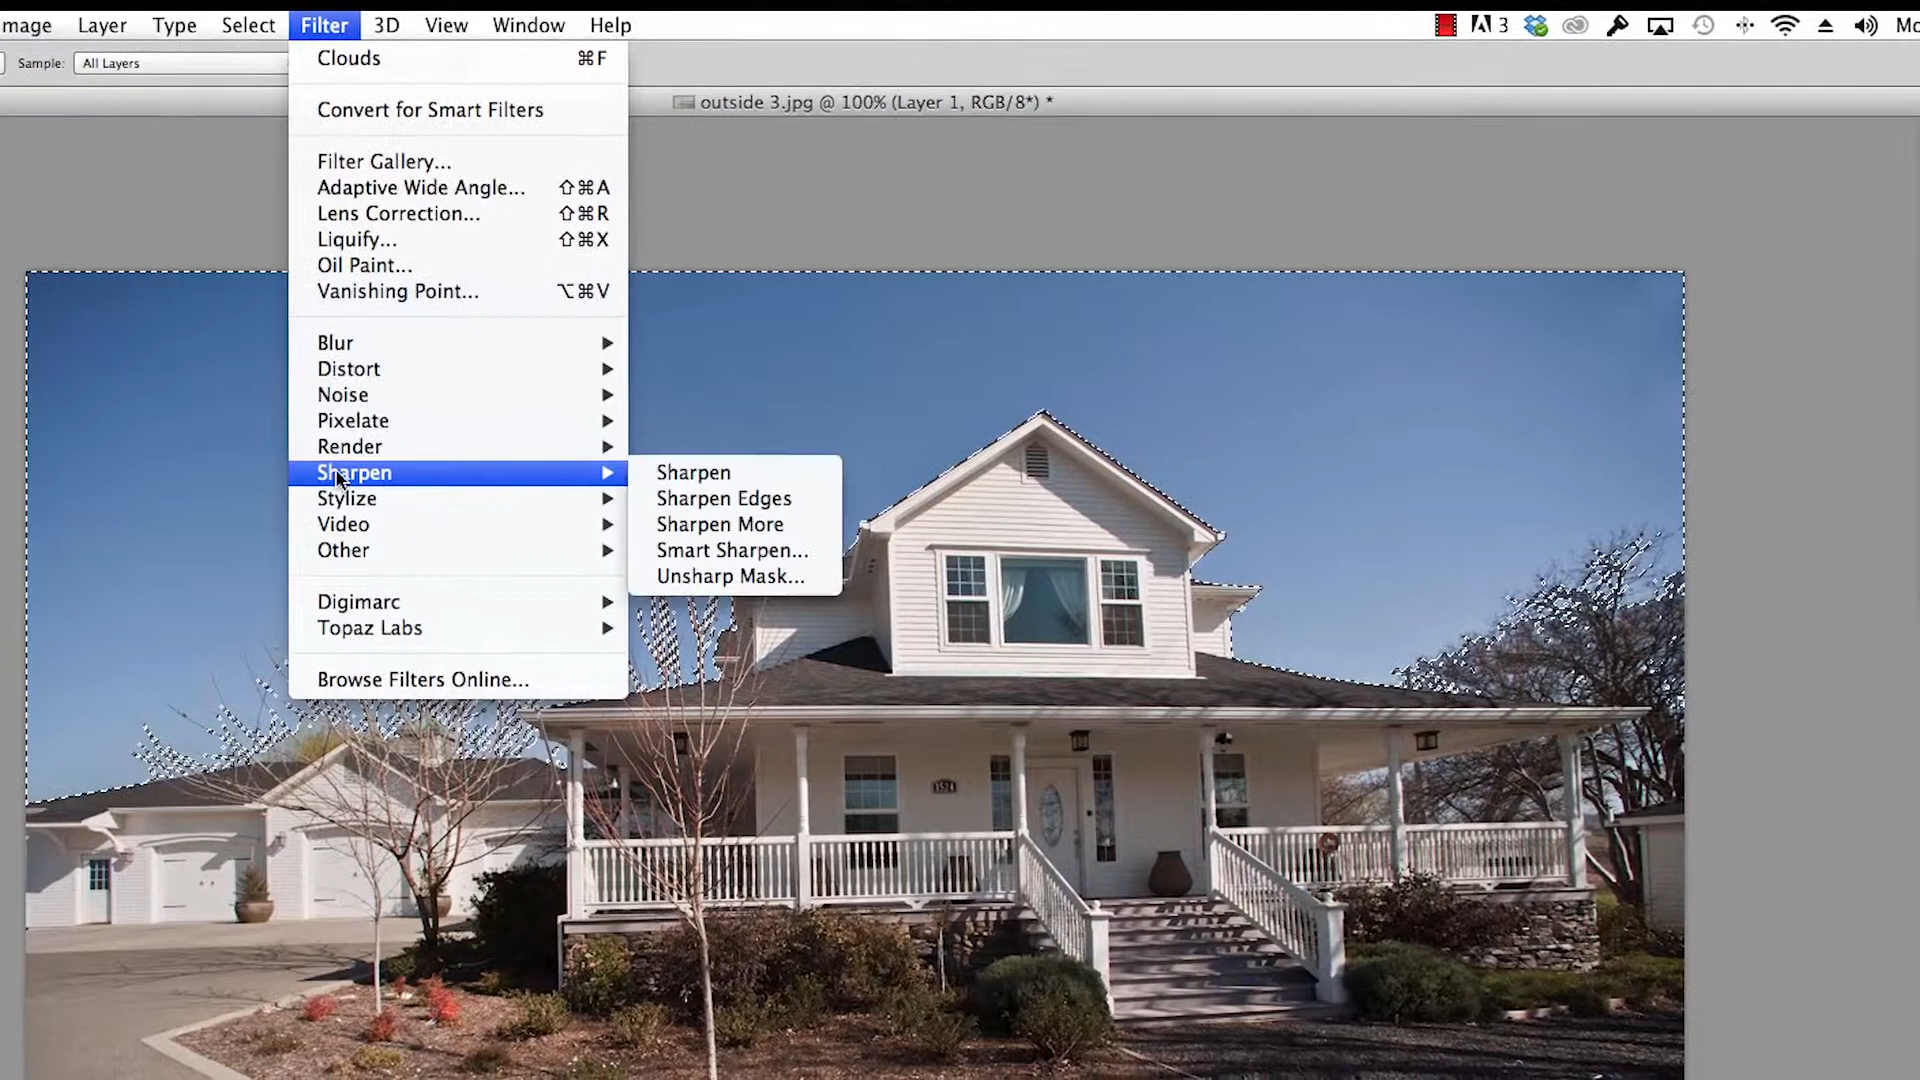 mage Layer Type Select Filter 3D View Window Help 3 Mo
Sample: All Layers
outside 3.jpg @ 100% (Layer 1, RGB/8*) *
Clouds ⌘F
Convert for Smart Filters
Filter Gallery...
Adaptive Wide Angle... ⇧⌘A
Lens Correction... ⇧⌘R
Liquify... ⇧⌘X
Oil Paint...
Vanishing Point... ⌥⌘V
Blur
Distort
Noise
Pixelate
Render
Sharpen
Stylize
Video
Other
Digimarc
Topaz Labs
Browse Filters Online...
Sharpen
Sharpen Edges
Sharpen More
Smart Sharpen...
Unsharp Mask...
3524